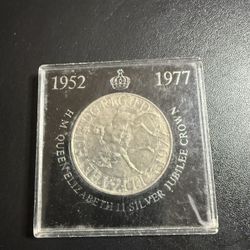 1952 1977
H.M QUEEN ELIZABETH II SILVER JUBILEE CROWN